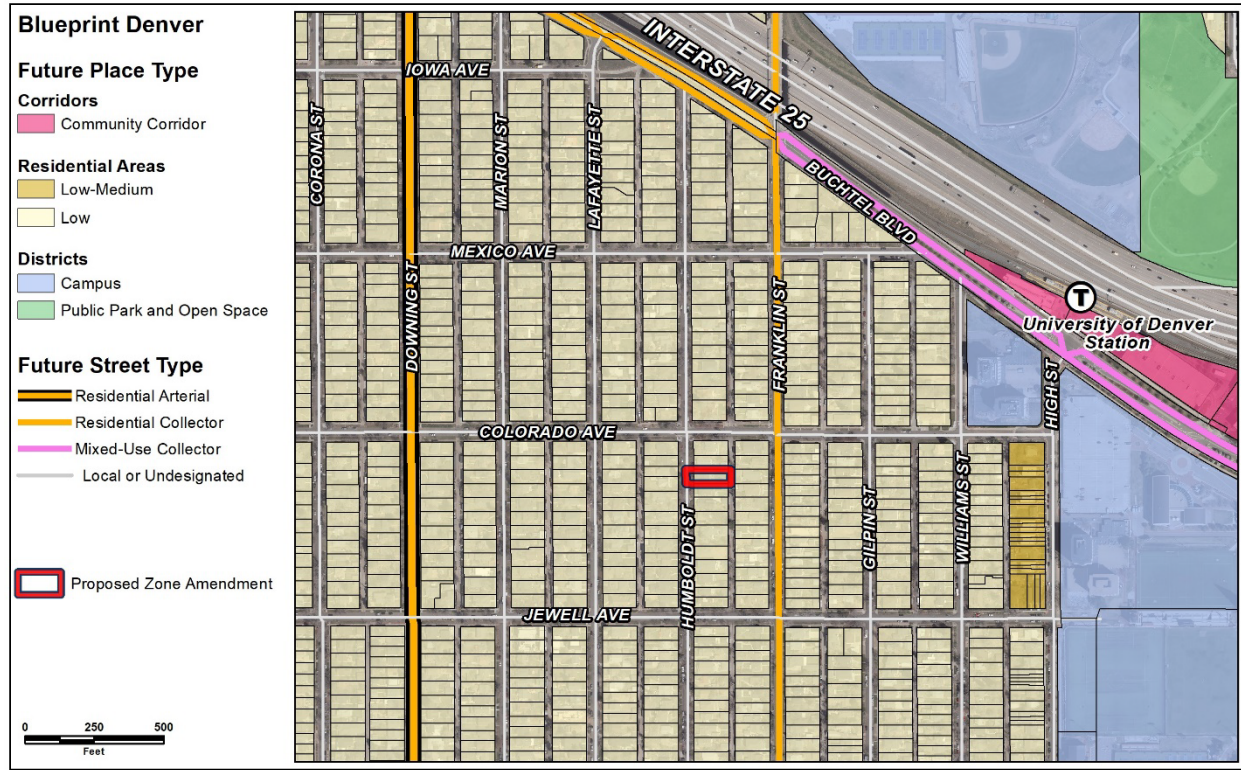 Blueprint Denver
Future Place Type
Corridors
Community Corridor
Residential Areas
Low-Medium
Low
Districts
Campus
Public Park and Open Space
Future Street Type
Residential Arterial
Residential Collector
Mixed-Use Collector
Local or Undesignated
Proposed Zone Amendment
0 250 500
Feet
INTERSTATE 25
IOWA AVE
CORONA ST
MARION ST
LAFAYETTE ST
BUCHTEL BLVD
MEXICO AVE
DOWNING ST
FRANKLIN ST
T
University of Denver
Station
HIGH ST
COLORADO AVE
HUMBOLDT ST
GILPIN ST
WILLIAMS ST
JEWELL AVE